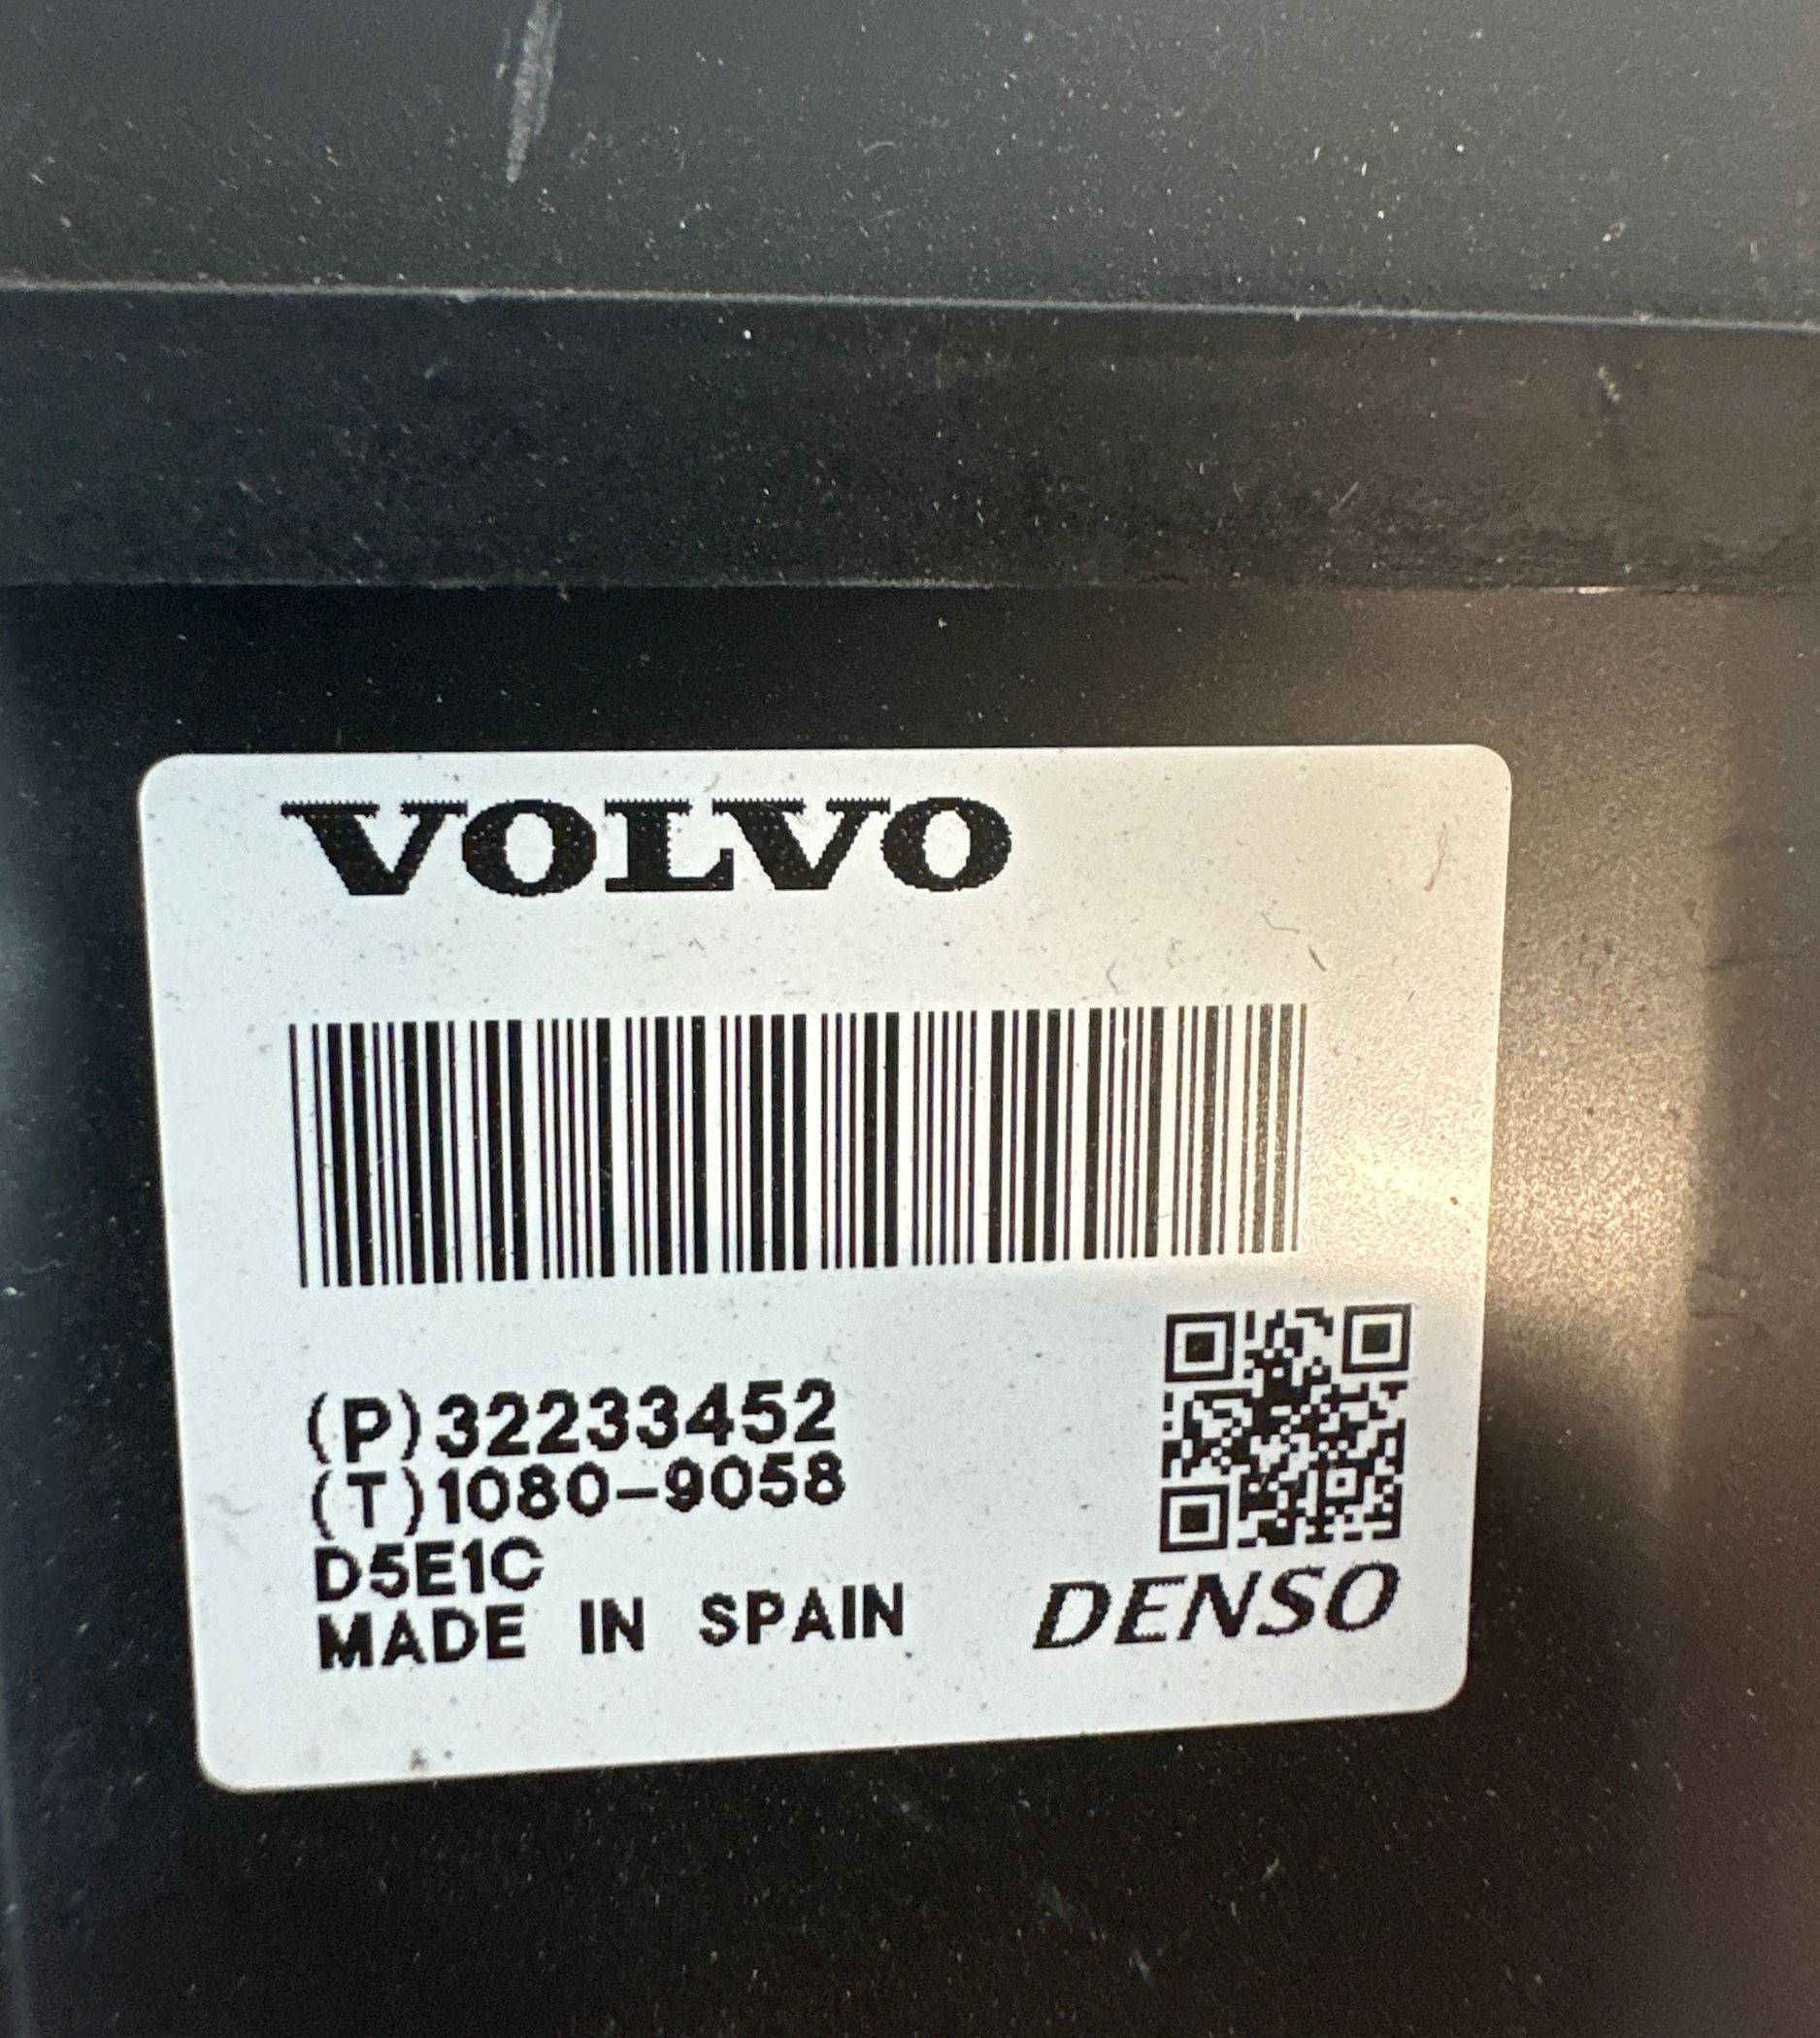 VOLVO
(P)32233452
(T)1080-9058
D5E1C
MADE IN SPAIN
DENSO